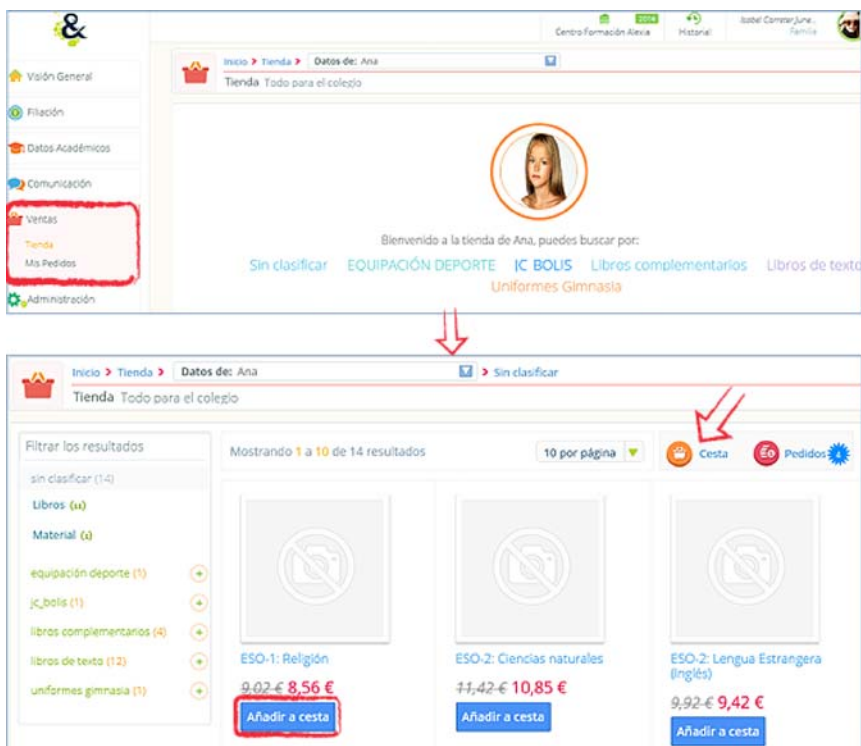 &
2014
Centro Formación Alexia
Historial
Isabel Carreter June...
Familia
Visión General
Filiación
Datos Académicos
Comunicación
Ventas
Tienda
Mis Pedidos
Administración
Inicio > Tienda > Datos de: Ana
Tienda Todo para el colegio
Bienvenido a la tienda de Ana, puedes buscar por:
Sin clasificar EQUIPACIÓN DEPORTE JC BOLIS Libros complementarios Libros de texto
Uniformes Gimnasia
Inicio > Tienda > Datos de: Ana > Sin clasificar
Tienda Todo para el colegio
Filtrar los resultados
sin clasificar (14)
Libros (11)
Material (1)
equipación deporte (1)
jc_bolis (1)
libros complementarios (4)
libros de texto (12)
uniformes gimnasia (1)
Mostrando 1 a 10 de 14 resultados
10 por página
Cesta
Pedidos
ESO-1: Religión
9,02 € 8,56 €
Añadir a cesta
ESO-2: Ciencias naturales
11,42 € 10,85 €
Añadir a cesta
ESO-2: Lengua Estrangera
(Inglés)
9,92 € 9,42 €
Añadir a cesta